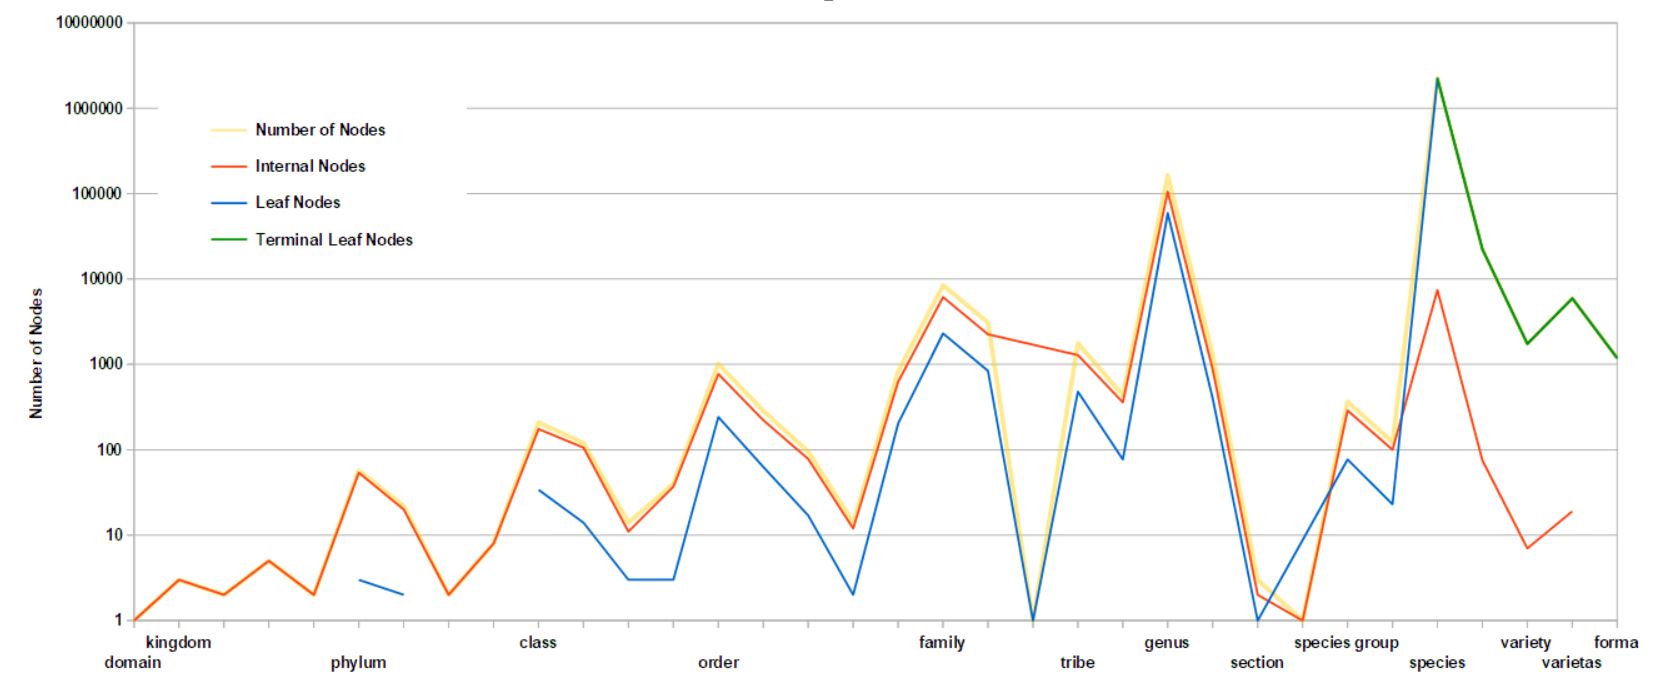 10000000
1000000
100000
10000
1000
100
10
1
Number of Nodes
Number of Nodes
Internal Nodes
Leaf Nodes
Terminal Leaf Nodes
kingdom class family genus species group variety forma
domain phylum order tribe section species varietas